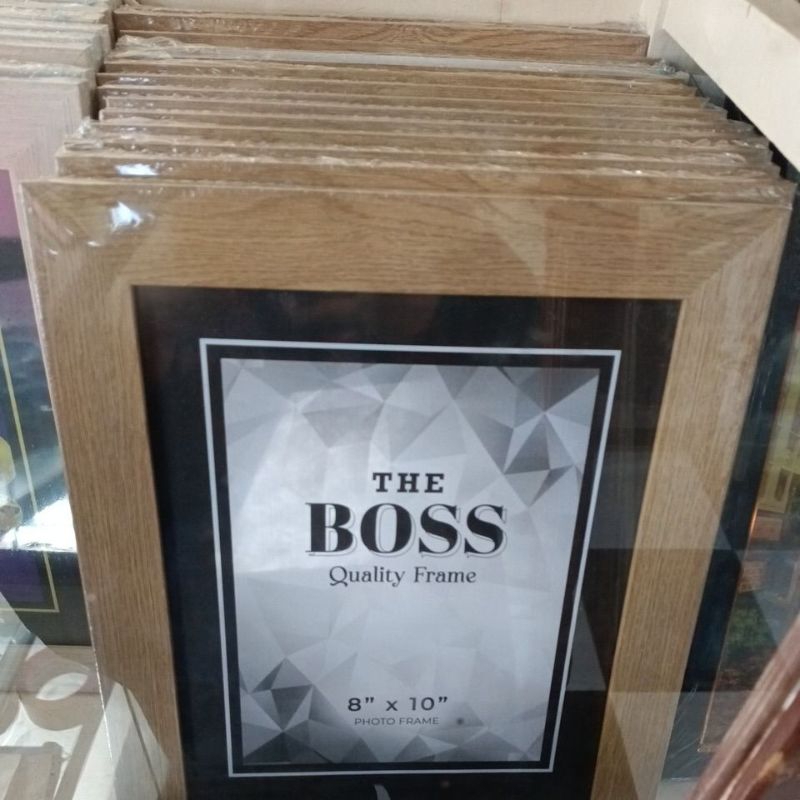 THE
BOSS
Quality Frame
8" x 10"
PHOTO FRAME